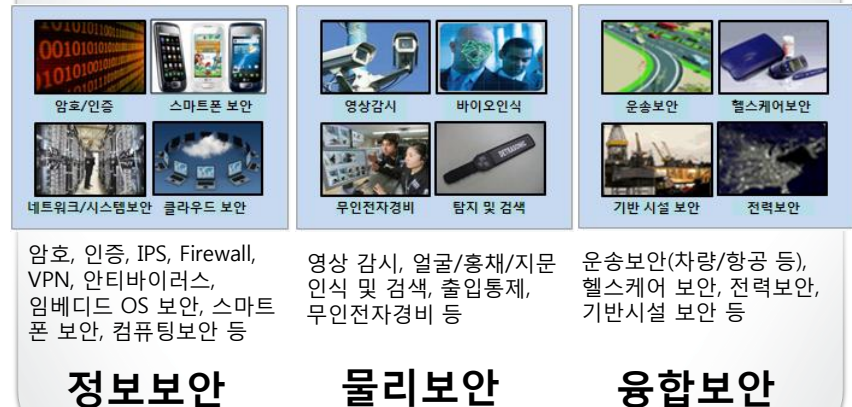 암호/인증
스마트폰 보안
네트워크/시스템보안
클라우드 보안
암호, 인증, IPS, Firewall,
VPN, 안티바이러스,
임베디드 OS 보안, 스마트
폰 보안, 컴퓨팅보안 등
정보보안
영상감시
바이오인식
무인전자경비
탐지 및 검색
영상 감시, 얼굴/홍채/지문
인식 및 검색, 출입통제,
무인전자경비 등
물리보안
운송보안
헬스케어보안
기반 시설 보안
전력보안
운송보안(차량/항공 등),
헬스케어 보안, 전력보안,
기반시설 보안 등
융합보안